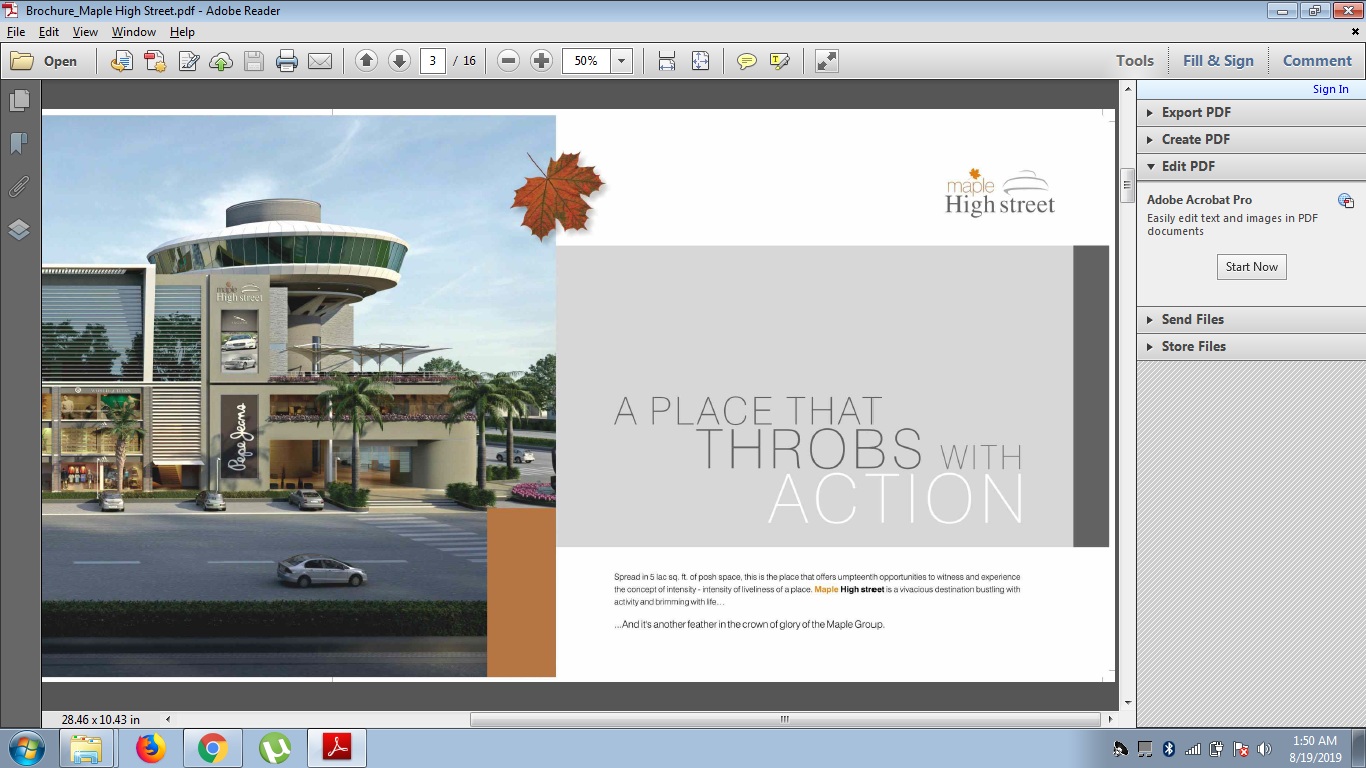 Brochure_Maple High Street.pdf - Adobe Reader
File Edit View Window Help
Open 3 / 16 50% Tools Fill & Sign Comment
Sign In
Export PDF
Create PDF
Edit PDF
Adobe Acrobat Pro
Easily edit text and images in PDF
documents
Start Now
Send Files
Store Files
maple
High street
maple
High street
Pepe Jeans
A PLACE THAT
THROBS WITH
ACTION
Spread in 5 lac sq. ft. of posh space, this is the place that offers umpteenth opportunities to witness and experience
the concept of intensity - intensity of liveliness of a place. Maple High street is a vivacious destination bustling with
activity and brimming with life...
...And it's another feather in the crown of glory of the Maple Group.
28.46 x 10.43 in
1:50 AM
8/19/2019